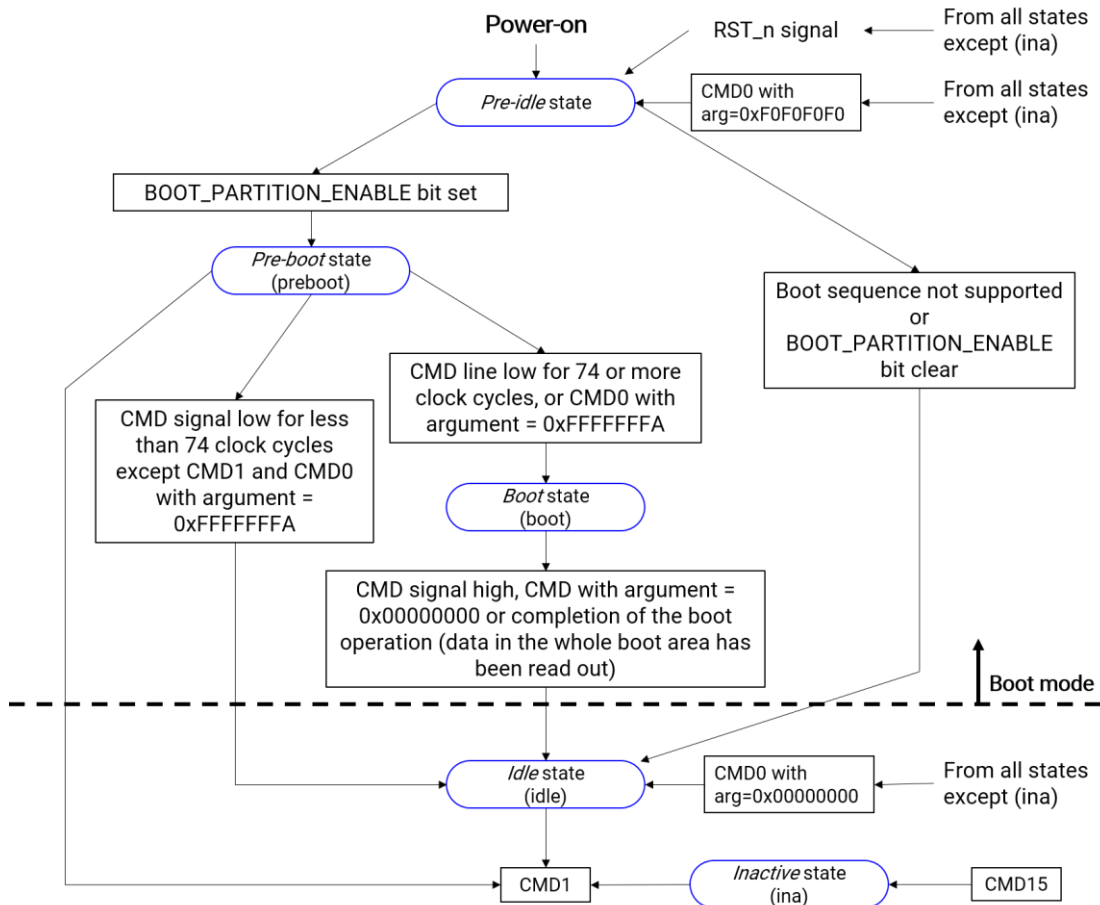 Power-on
RST_n signal
From all states
except (ina)
Pre-idle state
CMD0 with
arg=0xF0F0F0F0
From all states
except (ina)
BOOT_PARTITION_ENABLE bit set
Pre-boot state
(preboot)
Boot sequence not supported
or
BOOT_PARTITION_ENABLE
bit clear
CMD line low for 74 or more
clock cycles, or CMD0 with
argument = 0xFFFFFFFA
CMD signal low for less
than 74 clock cycles
except CMD1 and CMD0
with argument =
0xFFFFFFFA
Boot state
(boot)
CMD signal high, CMD with argument =
0x00000000 or completion of the boot
operation (data in the whole boot area has
been read out)
Boot mode
Idle state
(idle)
CMD0 with
arg=0x00000000
From all states
except (ina)
CMD1
Inactive state
(ina)
CMD15